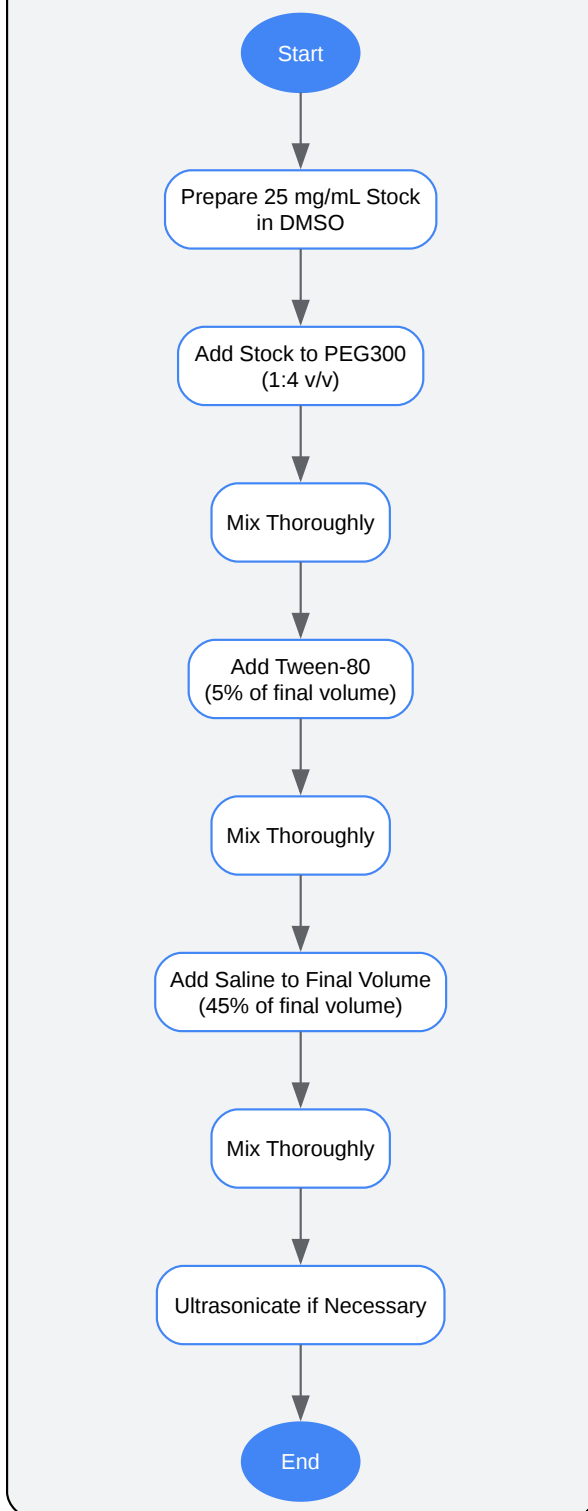 Start
Prepare 25 mg/mL Stock
in DMSO
Add Stock to PEG300
(1:4 v/v)
Mix Thoroughly
Add Tween-80
(5% of final volume)
Mix Thoroughly
Add Saline to Final Volume
(45% of final volume)
Mix Thoroughly
Ultrasonicate if Necessary
End